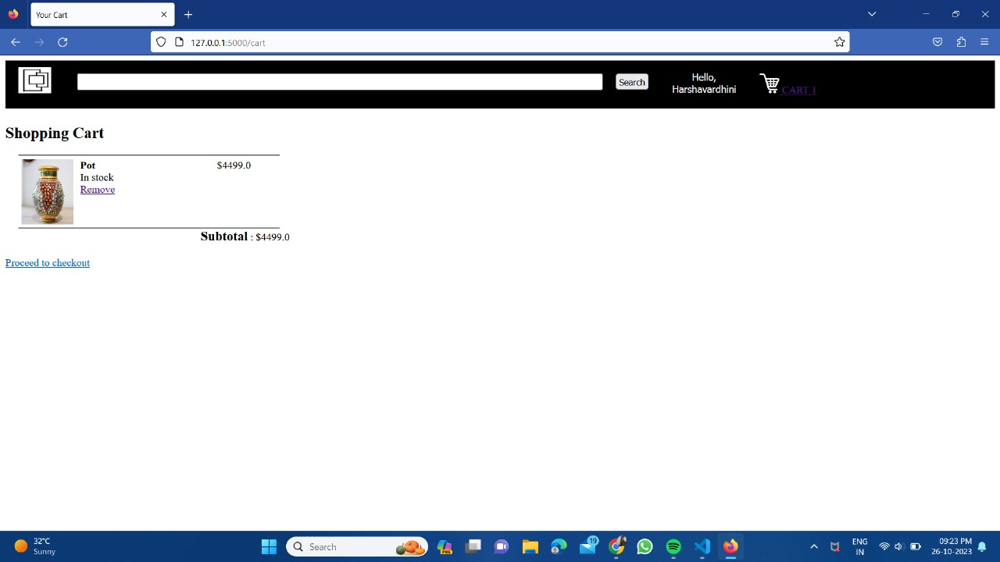 Your Cart
127.0.0.1:5000/cart
Search
Hello,
Harshavardhini
CART 1
Shopping Cart
Pot
$4499.0
In stock
Remove
Subtotal : $4499.0
Proceed to checkout
32°C
Sunny
Search
PRE
19
ENG
IN
09:23 PM
26-10-2023